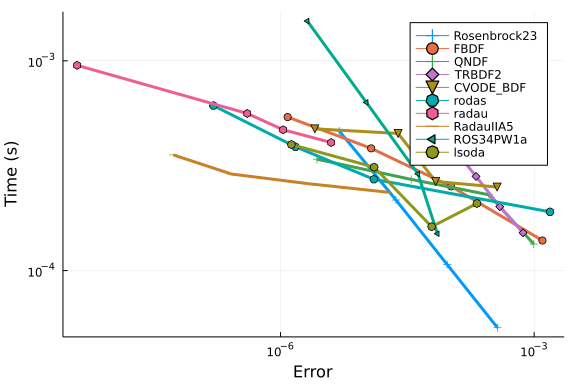 10⁻³
10⁻⁴
Time (s)
Rosenbrock23
FBDF
QNDF
TRBDF2
CVODE_BDF
rodas
radau
RadauIIA5
ROS34PW1a
lsoda
10⁻⁶
10⁻³
Error